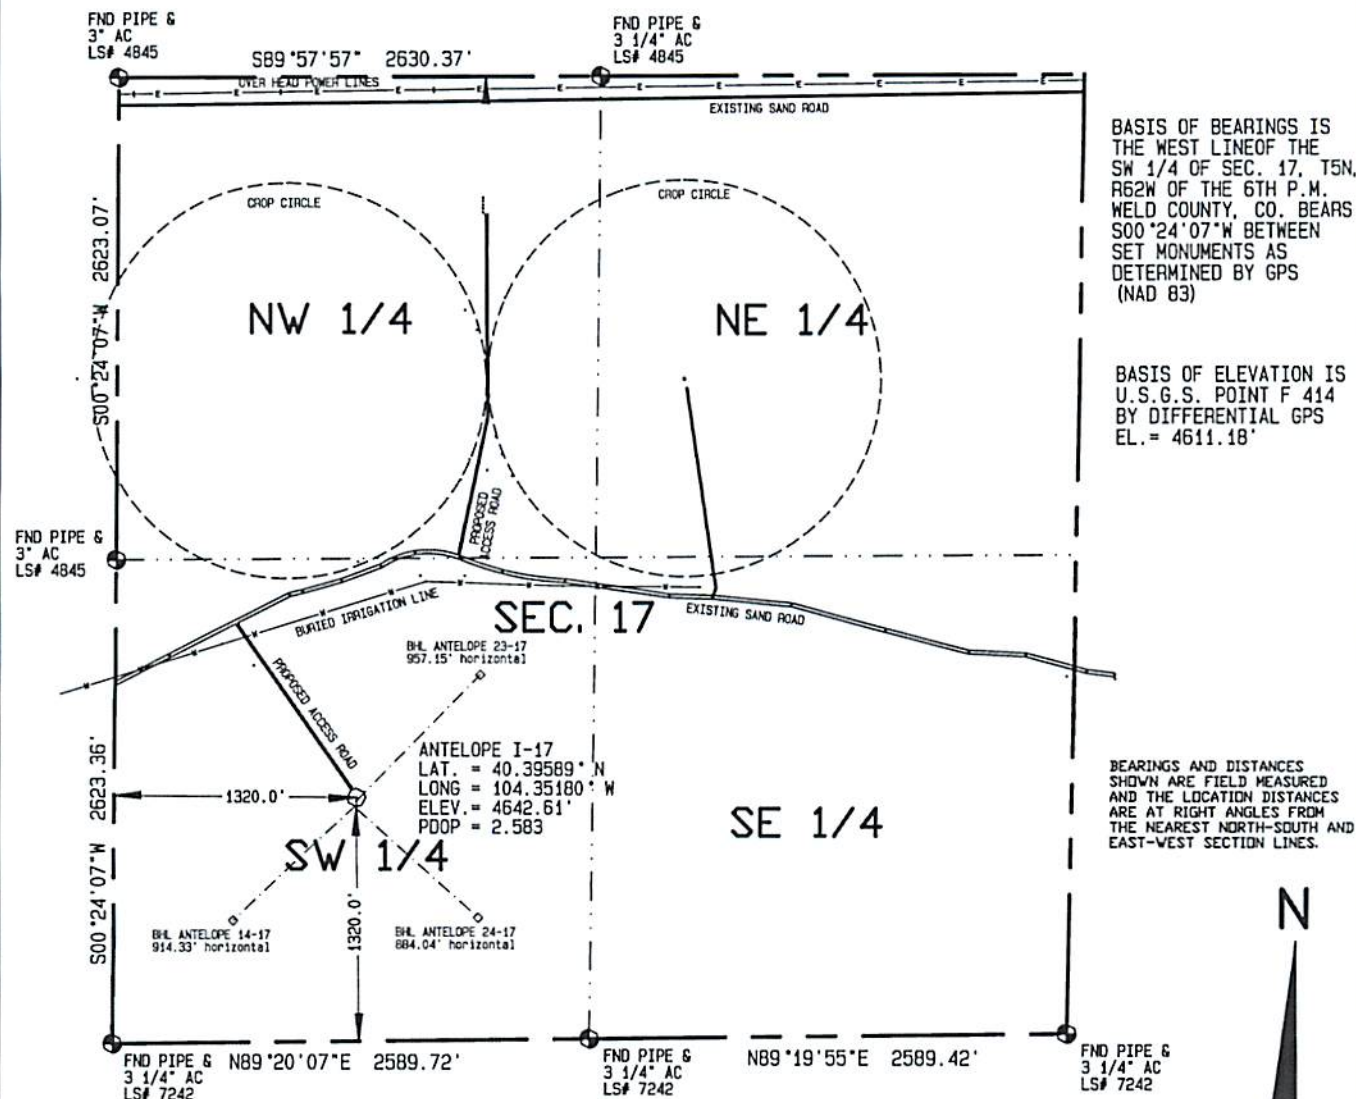 FND PIPE &
3" AC
LS# 4845
S89°57'57" 2630.37'
FND PIPE &
3 1/4" AC
LS# 4845
OVER HEAD POWER LINES
EXISTING SAND ROAD
BASIS OF BEARINGS IS
THE WEST LINEOF THE
SW 1/4 OF SEC. 17, T5N,
R62W OF THE 6TH P.M.
WELD COUNTY, CO. BEARS
S00°24'07"W BETWEEN
SET MONUMENTS AS
DETERMINED BY GPS
(NAD 83)
CROP CIRCLE
CROP CIRCLE
S00°24'07"W 2623.07'
NW 1/4
NE 1/4
BASIS OF ELEVATION IS
U.S.G.S. POINT F 414
BY DIFFERENTIAL GPS
EL.= 4611.18'
PROPOSED
ACCESS ROAD
FND PIPE &
3" AC
LS# 4845
BURIED IRRIGATION LINE
SEC. 17
EXISTING SAND ROAD
BHL ANTELOPE 23-17
957.15' horizontal
PROPOSED ACCESS ROAD
ANTELOPE I-17
LAT. = 40.39589° N
LONG = 104.35180° W
ELEV.= 4642.61'
PDOP = 2.583
1320.0'
S00°24'07"W 2623.36'
SW 1/4
SE 1/4
BEARINGS AND DISTANCES
SHOWN ARE FIELD MEASURED
AND THE LOCATION DISTANCES
ARE AT RIGHT ANGLES FROM
THE NEAREST NORTH-SOUTH AND
EAST-WEST SECTION LINES.
1320.0'
BHL ANTELOPE 14-17
914.33' horizontal
BHL ANTELOPE 24-17
884.04' horizontal
N
FND PIPE &
3 1/4" AC
LS# 7242
N89°20'07"E 2589.72'
FND PIPE &
3 1/4" AC
LS# 7242
N89°19'55"E 2589.42'
FND PIPE &
3 1/4" AC
LS# 7242